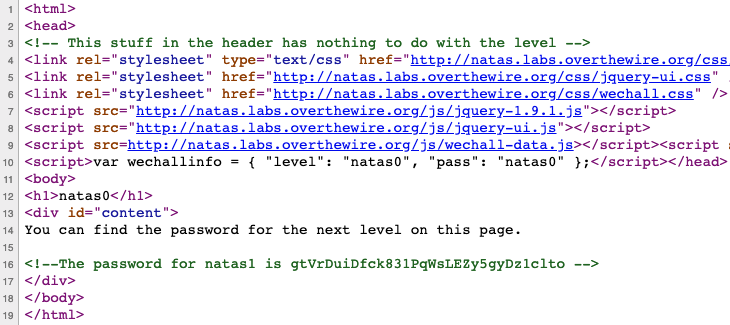 1 <html>
2 <head>
3 <!-- This stuff in the header has nothing to do with the level -->
4 <link rel="stylesheet" type="text/css" href="http://natas.labs.overthewire.org/css
5 <link rel="stylesheet" href="http://natas.labs.overthewire.org/css/jquery-ui.css"
6 <link rel="stylesheet" href="http://natas.labs.overthewire.org/css/wechall.css" />
7 <script src="http://natas.labs.overthewire.org/js/jquery-1.9.1.js"></script>
8 <script src="http://natas.labs.overthewire.org/js/jquery-ui.js"></script>
9 <script src=http://natas.labs.overthewire.org/js/wechall-data.js></script><script s
10 <script>var wechallinfo = { "level": "natas0", "pass": "natas0" };</script></head>
11 <body>
12 <h1>natas0</h1>
13 <div id="content">
14 You can find the password for the next level on this page.
15
16 <!--The password for natas1 is gtVrDuiDfck831PqWsLEZy5gyDz1clto -->
17 </div>
18 </body>
19 </html>